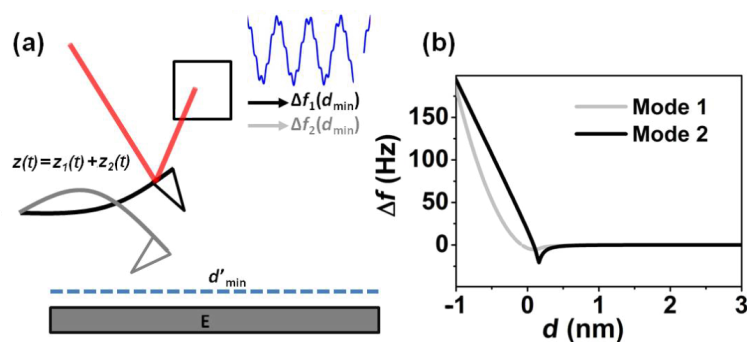 (a)
Δf₁(dmin)
Δf₂(dmin)
z(t)=z₁(t)+z₂(t)
d'min
E
(b)
Mode 1
Mode 2
Δf (Hz)
150
100
50
0
-1 0 1 2 3
d (nm)